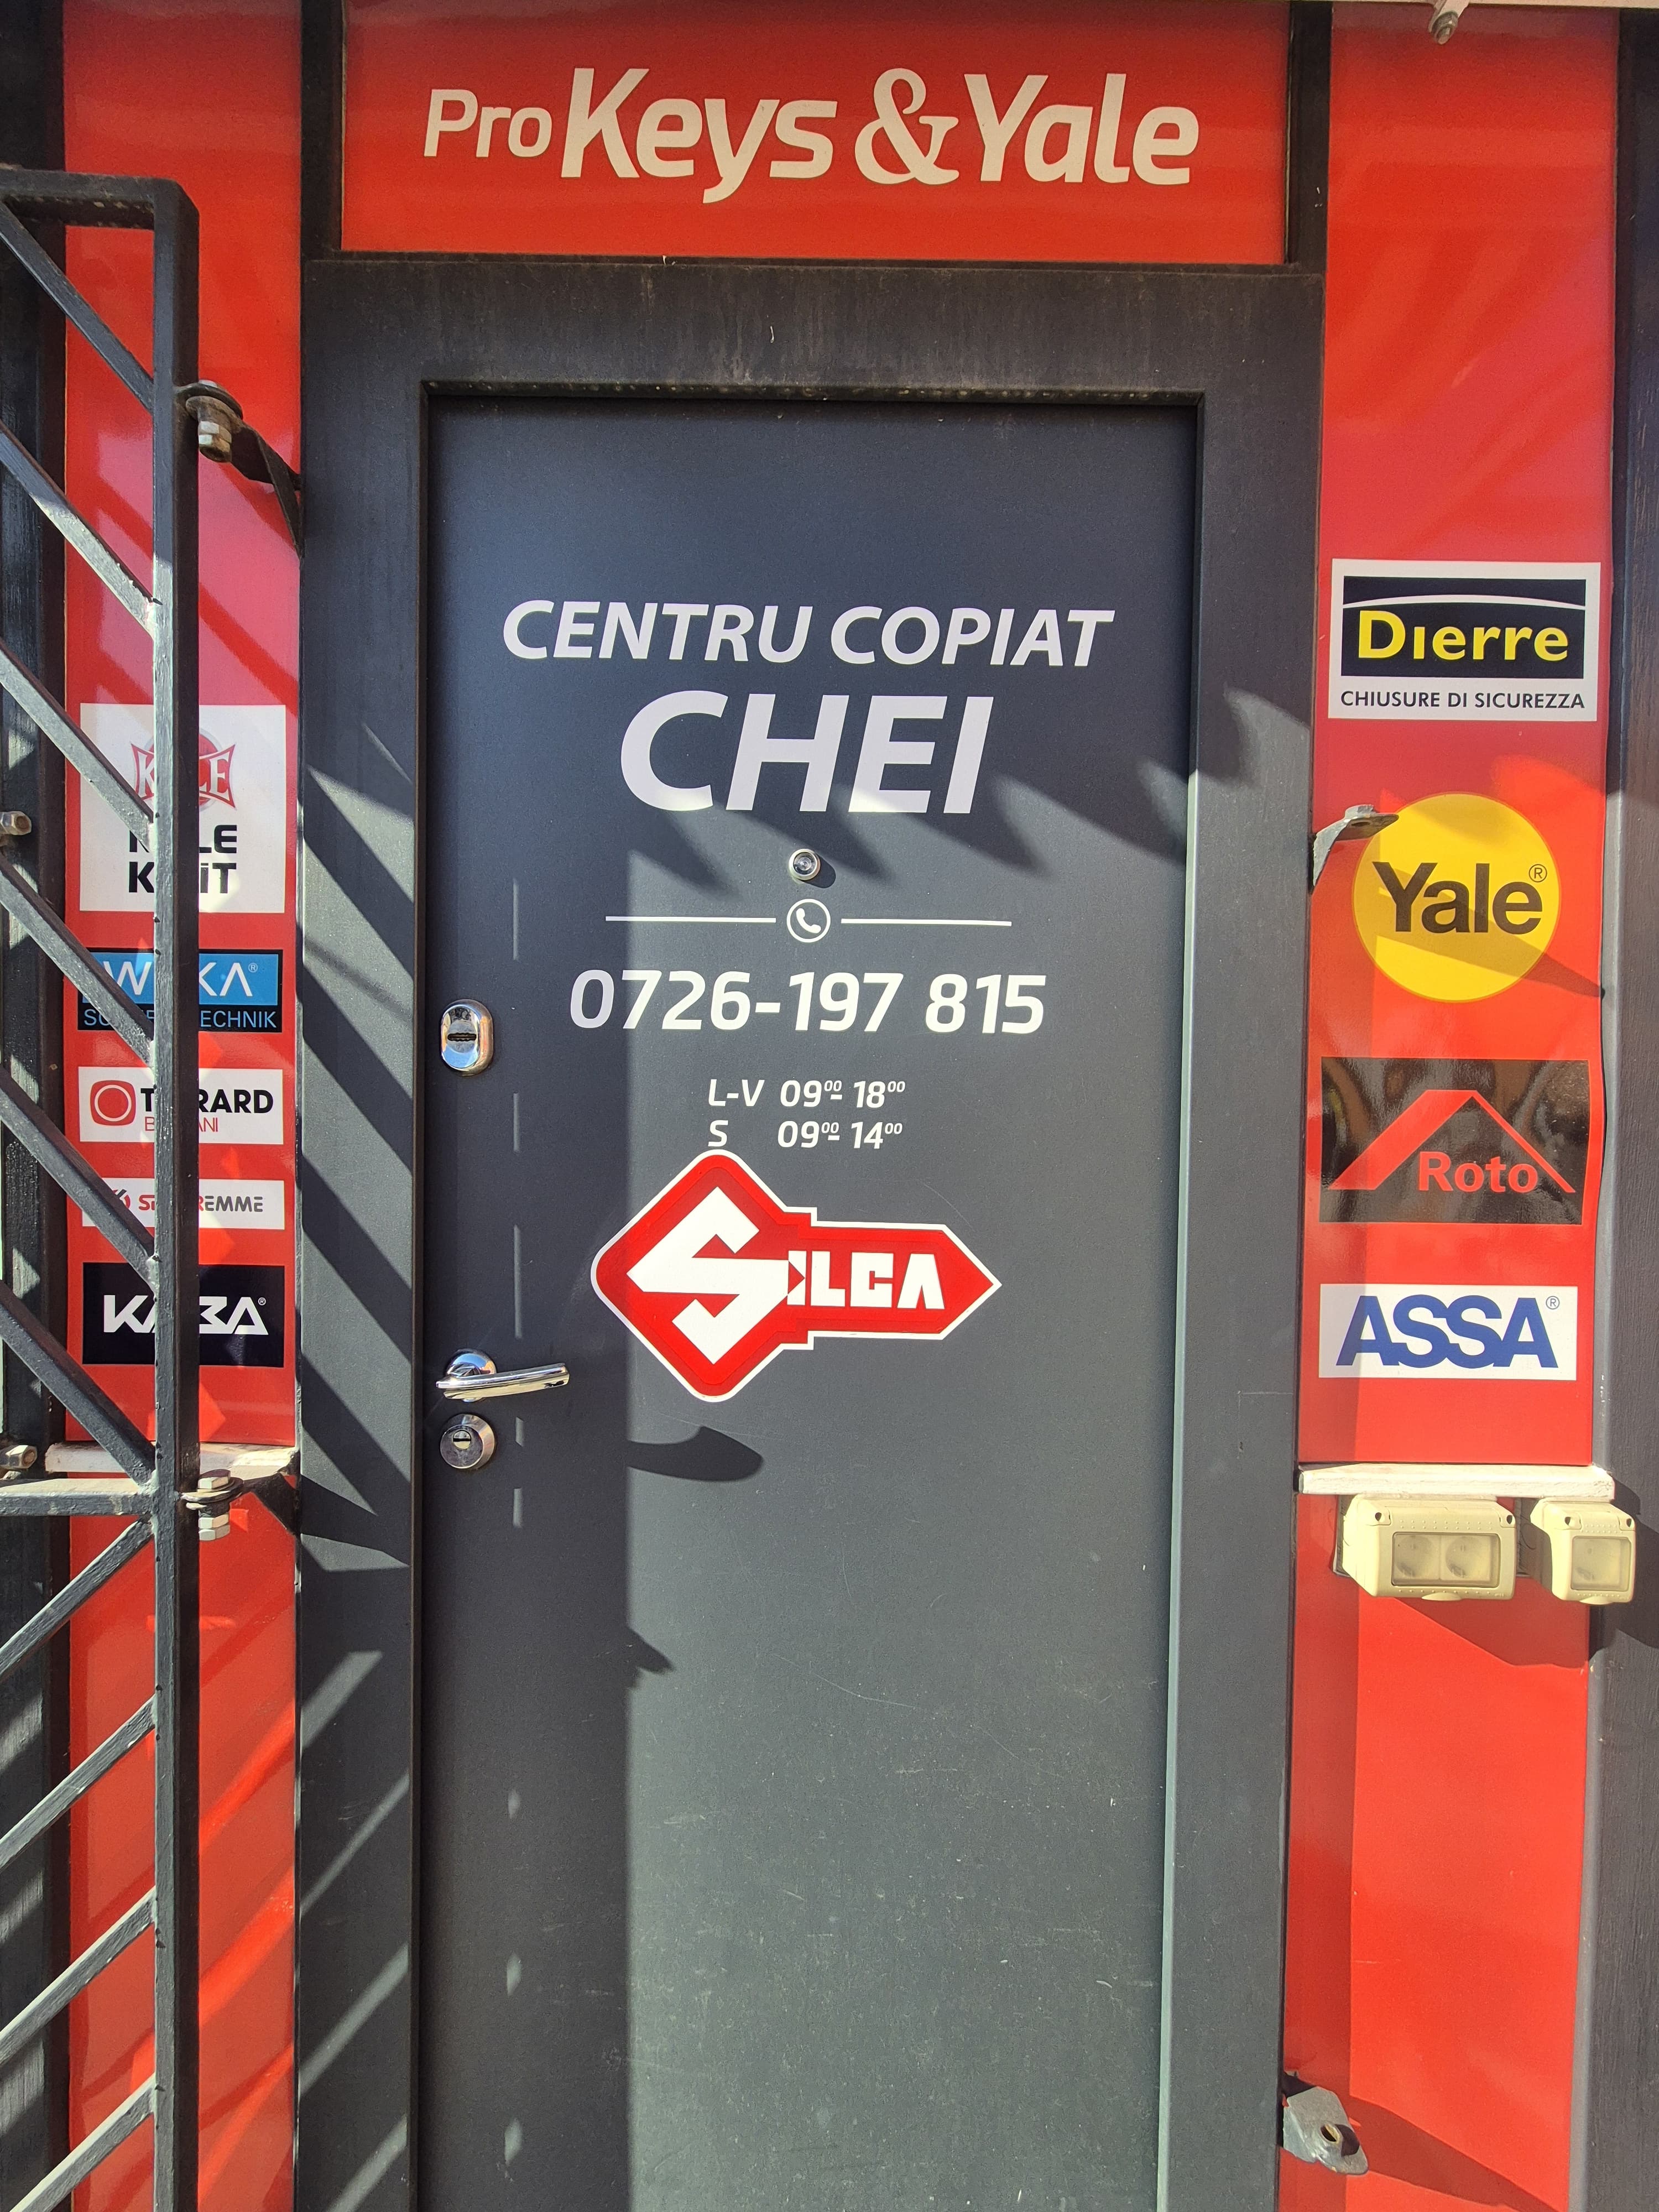 Pro Keys & Yale
CENTRU COPIAT
CHEI
0726-197 815
L-V 09⁰⁰- 18⁰⁰
S 09⁰⁰- 14⁰⁰
SILCA
KABA®
Dierre
CHIUSURE DI SICUREZZA
Yale®
Roto
ASSA®